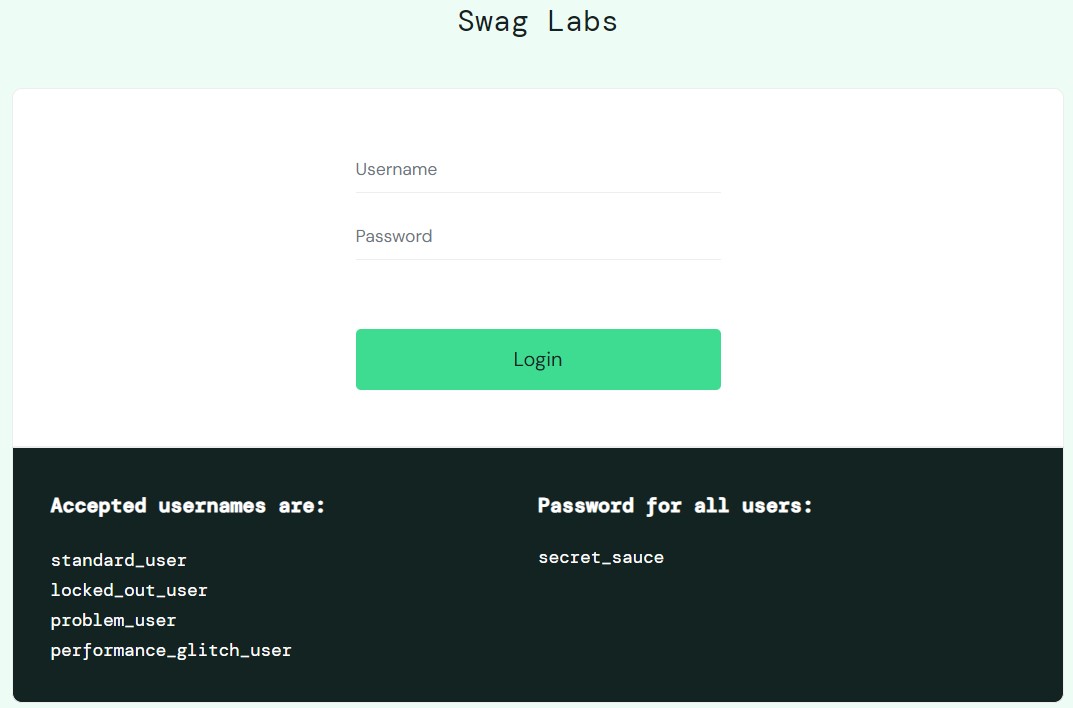 Swag Labs
Username
Password
Login
Accepted usernames are:
standard_user
locked_out_user
problem_user
performance_glitch_user
Password for all users:
secret_sauce